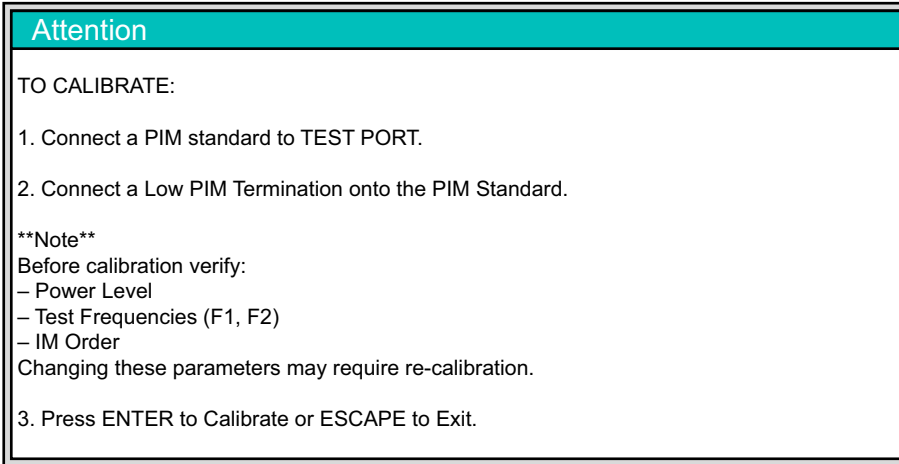 Attention
TO CALIBRATE:
1. Connect a PIM standard to TEST PORT.
2. Connect a Low PIM Termination onto the PIM Standard.
**Note**
Before calibration verify:
– Power Level
– Test Frequencies (F1, F2)
– IM Order
Changing these parameters may require re-calibration.
3. Press ENTER to Calibrate or ESCAPE to Exit.